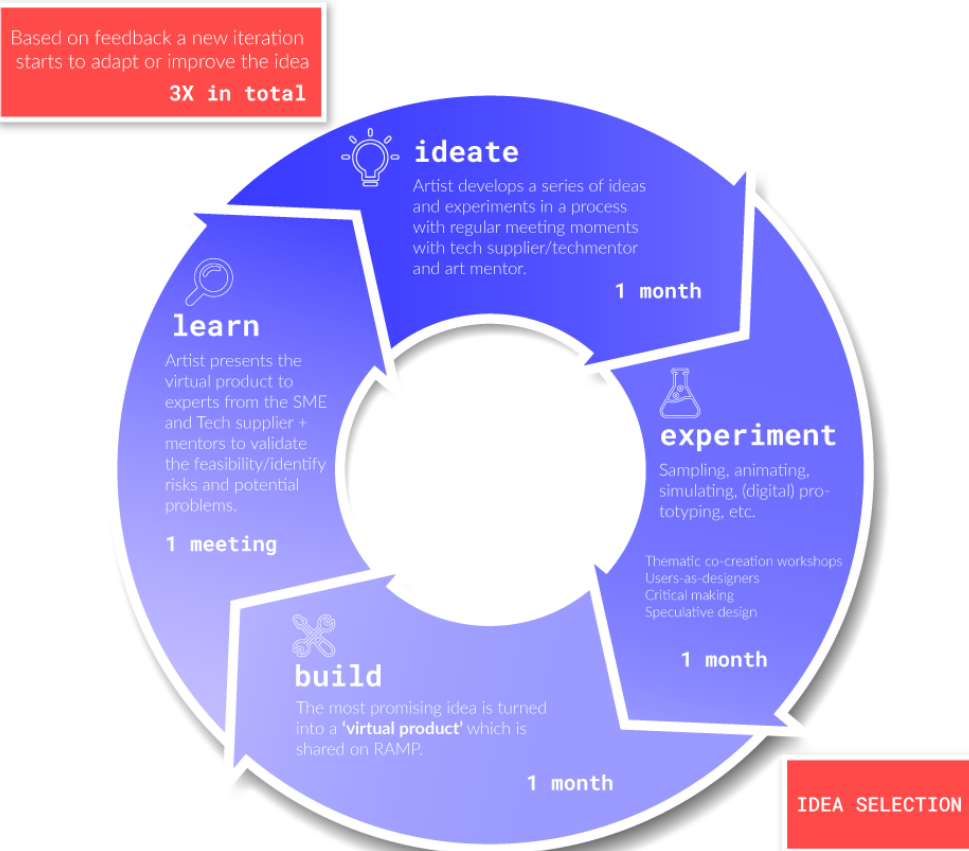 Based on feedback a new iteration
starts to adapt or improve the idea
3X in total
ideate
Artist develops a series of ideas
and experiments in a process
with regular meeting moments
with tech supplier/techmentor
and art mentor.
1 month
experiment
Sampling, animating,
simulating, (digital) pro-
totyping, etc.
Thematic co-creation workshops
Users-as-designers
Critical making
Speculative design
1 month
IDEA SELECTION
build
The most promising idea is turned
into a ‘virtual product’ which is
shared on RAMP.
1 month
learn
Artist presents the
virtual product to
experts from the SME
and Tech supplier +
mentors to validate
the feasibility/identify
risks and potential
problems.
1 meeting